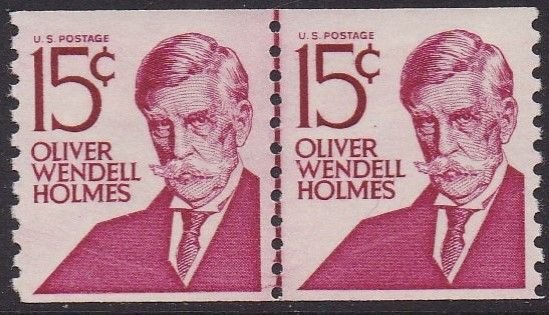 U.S. POSTAGE
15¢
OLIVER
WENDELL
HOLMES
U.S. POSTAGE
15¢
OLIVER
WENDELL
HOLMES